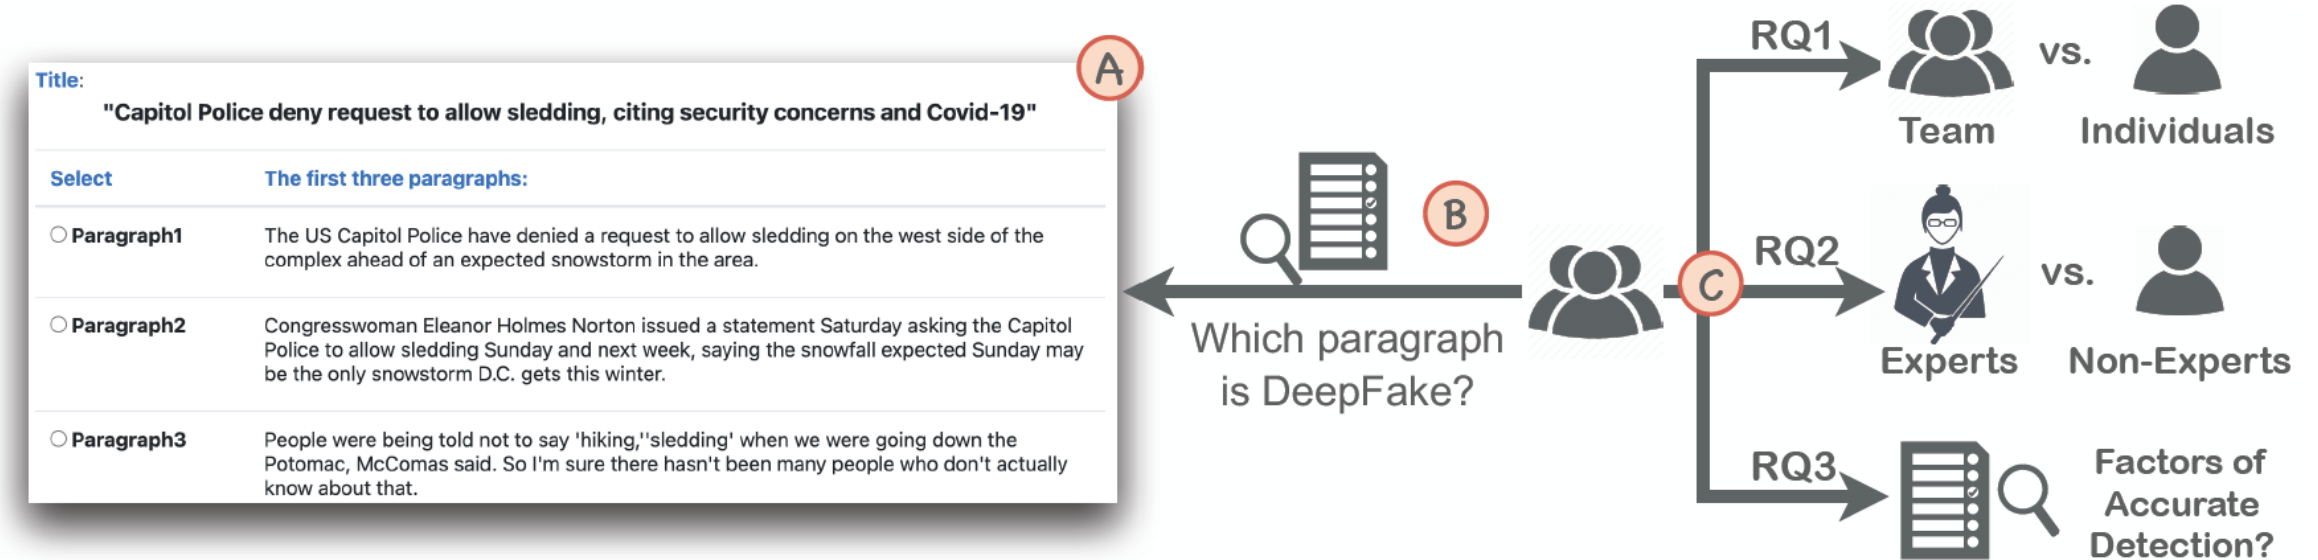 Title:
"Capitol Police deny request to allow sledding, citing security concerns and Covid-19"
A
Select The first three paragraphs:
Paragraph1 The US Capitol Police have denied a request to allow sledding on the west side of the
complex ahead of an expected snowstorm in the area.
Paragraph2 Congresswoman Eleanor Holmes Norton issued a statement Saturday asking the Capitol
Police to allow sledding Sunday and next week, saying the snowfall expected Sunday may
be the only snowstorm D.C. gets this winter.
Paragraph3 People were being told not to say 'hiking,''sledding' when we were going down the
Potomac, McComas said. So I'm sure there hasn't been many people who don't actually
know about that.
B
Which paragraph
is DeepFake?
C
RQ1
vs.
Team Individuals
RQ2
vs.
Experts Non-Experts
RQ3
Factors of
Accurate
Detection?